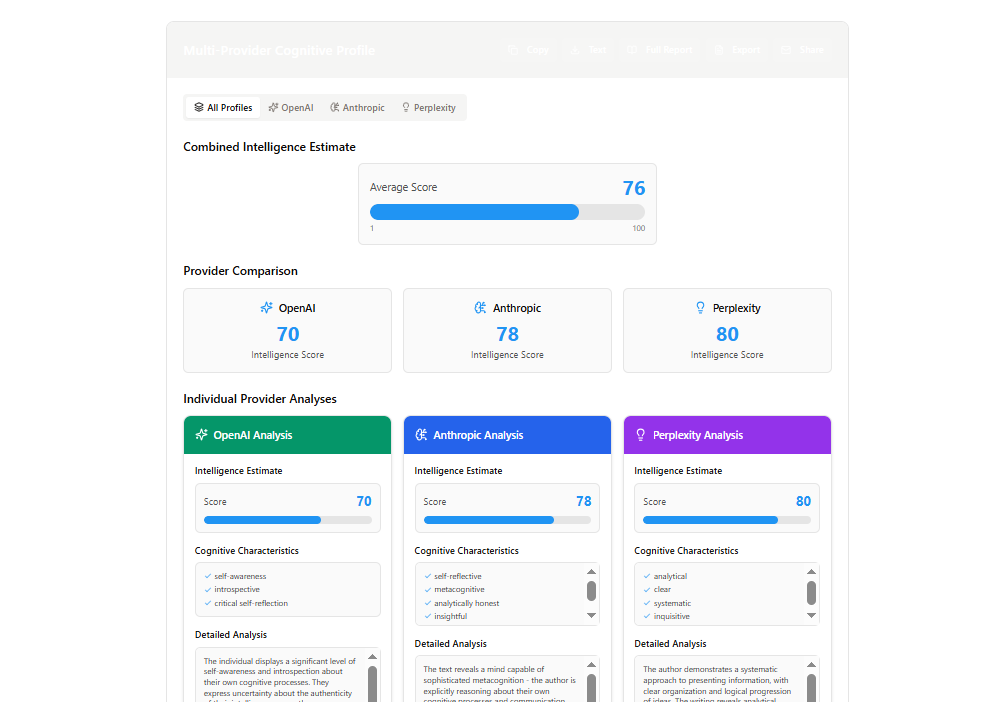 Multi-Provider Cognitive Profile
Copy Text Full Report Export Share
All Profiles OpenAI Anthropic Perplexity
Combined Intelligence Estimate
Average Score 76
1 100
Provider Comparison
OpenAI
70
Intelligence Score
Anthropic
78
Intelligence Score
Perplexity
80
Intelligence Score
Individual Provider Analyses
OpenAI Analysis
Intelligence Estimate
Score 70
Cognitive Characteristics
self-awareness
introspective
critical self-reflection
Detailed Analysis
The individual displays a significant level of
self-awareness and introspection about
their own cognitive processes. They
express uncertainty about the authenticity
Anthropic Analysis
Intelligence Estimate
Score 78
Cognitive Characteristics
self-reflective
metacognitive
analytically honest
insightful
Detailed Analysis
The text reveals a mind capable of
sophisticated metacognition - the author is
explicitly reasoning about their own
cognitive processes and communication
Perplexity Analysis
Intelligence Estimate
Score 80
Cognitive Characteristics
analytical
clear
systematic
inquisitive
Detailed Analysis
The author demonstrates a systematic
approach to presenting information, with
clear organization and logical progression
of ideas. The writing reveals analytical